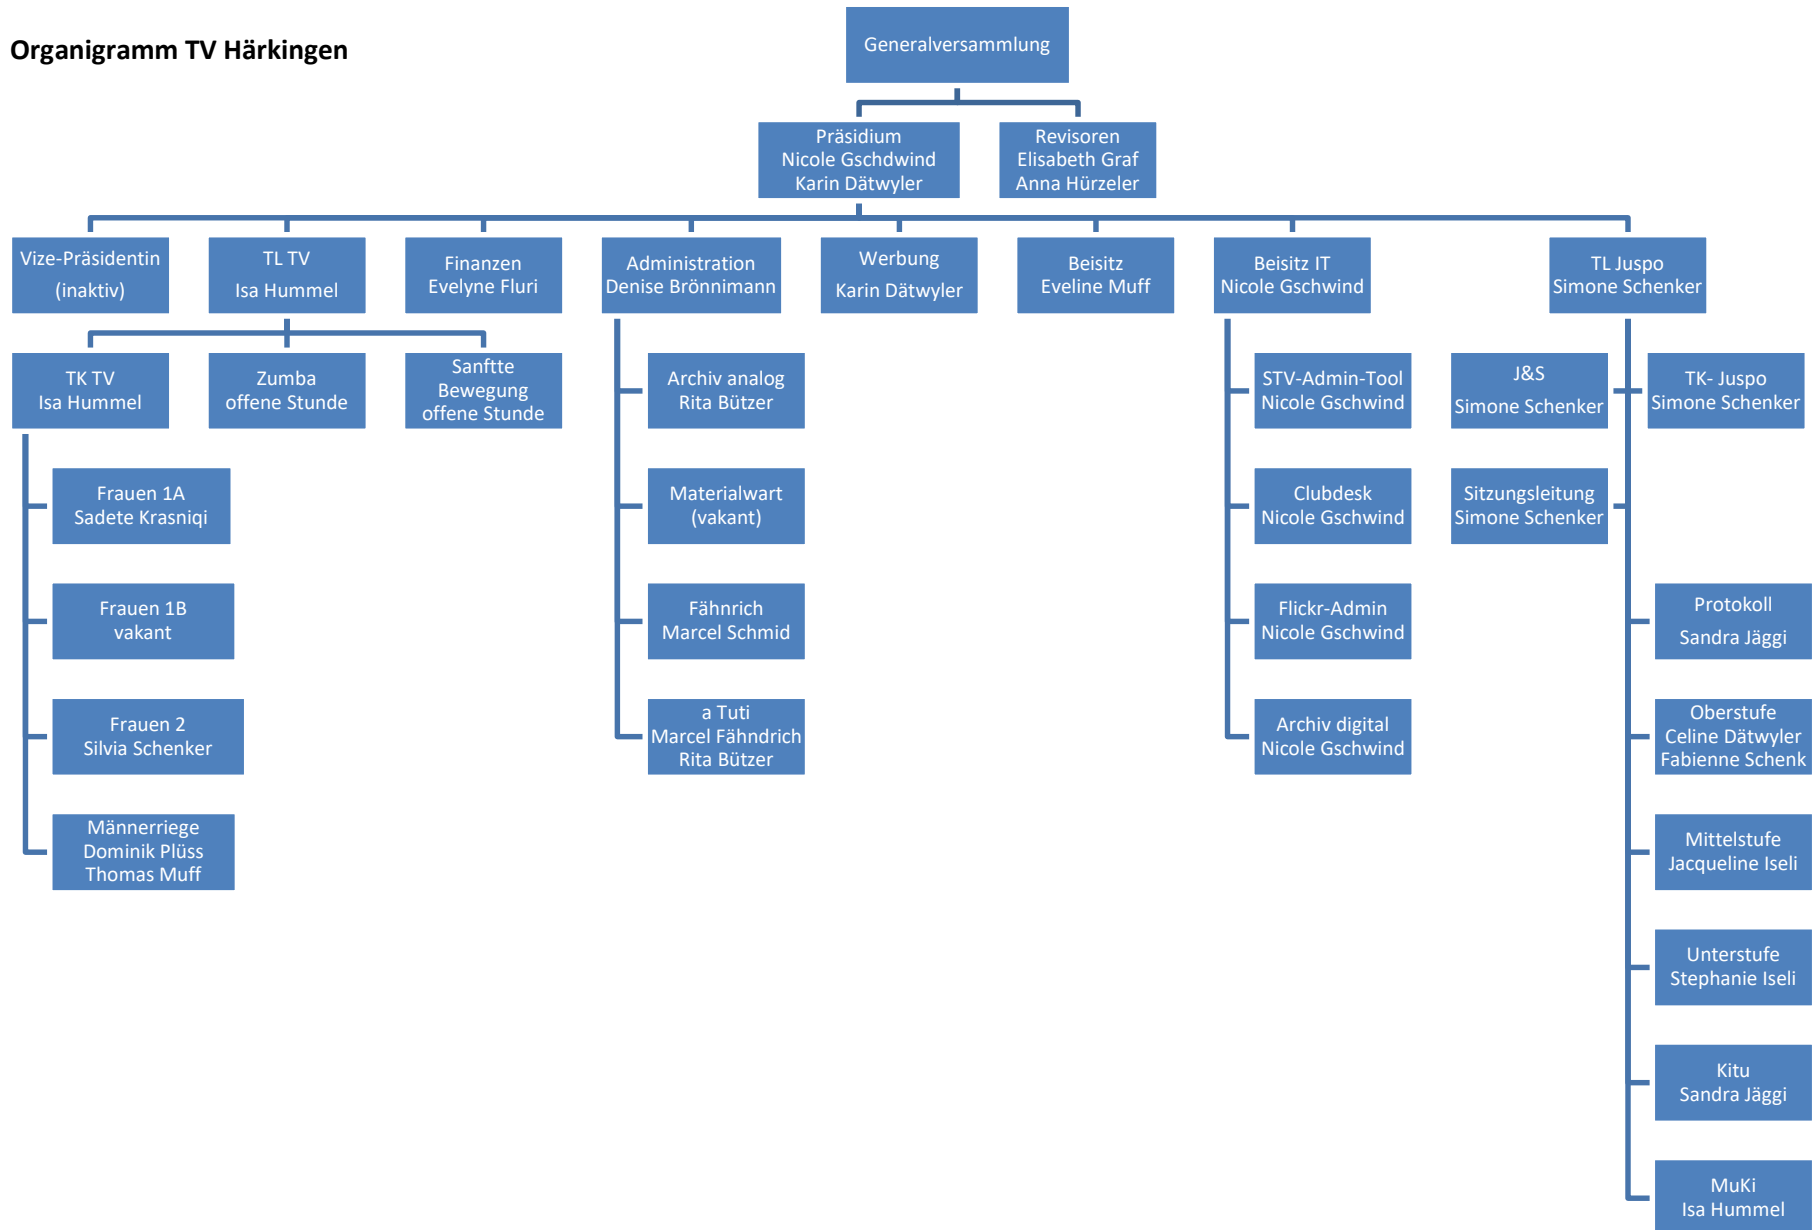 Organigramm TV Härkingen
Generalversammlung
Präsidium
Nicole Gschdwind
Karin Dätwyler
Revisoren
Elisabeth Graf
Anna Hürzeler
Vize-Präsidentin
(inaktiv)
TL TV
Isa Hummel
Finanzen
Evelyne Fluri
Administration
Denise Brönnimann
Werbung
Karin Dätwyler
Beisitz
Eveline Muff
Beisitz IT
Nicole Gschwind
TL Juspo
Simone Schenker
TK TV
Isa Hummel
Zumba
offene Stunde
Sanftte
Bewegung
offene Stunde
Archiv analog
Rita Bützer
STV-Admin-Tool
Nicole Gschwind
J&S
Simone Schenker
TK- Juspo
Simone Schenker
Frauen 1A
Sadete Krasniqi
Materialwart
(vakant)
Clubdesk
Nicole Gschwind
Sitzungsleitung
Simone Schenker
Frauen 1B
vakant
Fähnrich
Marcel Schmid
Flickr-Admin
Nicole Gschwind
Protokoll
Sandra Jäggi
Frauen 2
Silvia Schenker
a Tuti
Marcel Fähndrich
Rita Bützer
Archiv digital
Nicole Gschwind
Oberstufe
Celine Dätwyler
Fabienne Schenk
Männerriege
Dominik Plüss
Thomas Muff
Mittelstufe
Jacqueline Iseli
Unterstufe
Stephanie Iseli
Kitu
Sandra Jäggi
MuKi
Isa Hummel